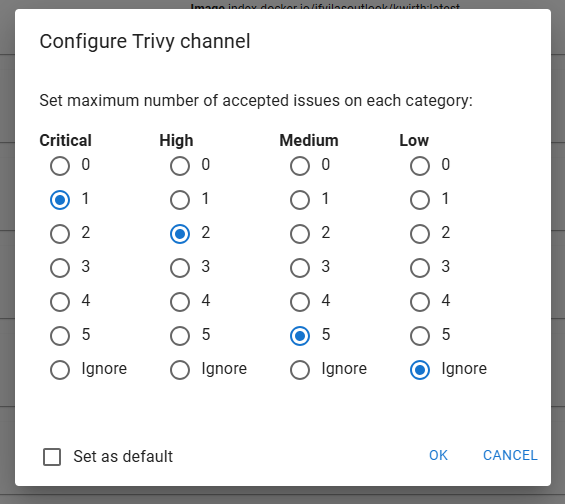 Image index.docker.io/jfvilasoutlook/kwirth:latest
Configure Trivy channel
Set maximum number of accepted issues on each category:
Critical High Medium Low
0 0 0 0
1 1 1 1
2 2 2 2
3 3 3 3
4 4 4 4
5 5 5 5
Ignore Ignore Ignore Ignore
Set as default OK CANCEL